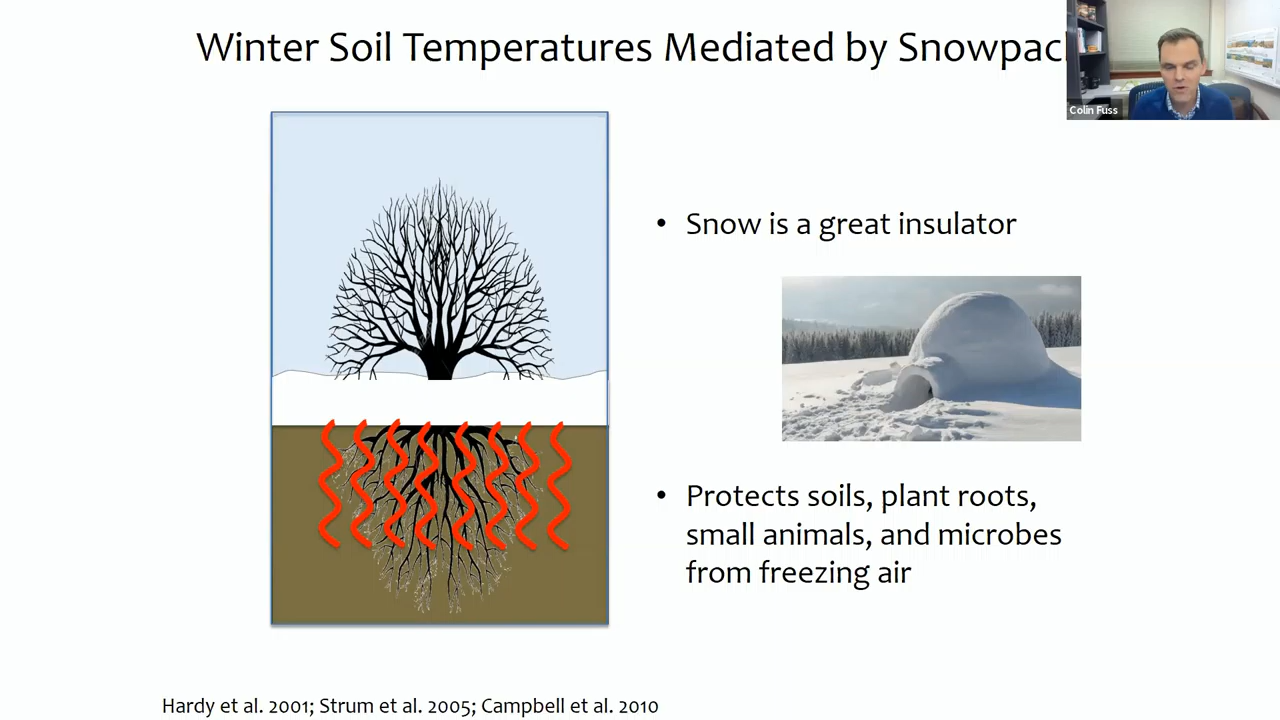 Winter Soil Temperatures Mediated by Snowpac
Colin Fuss
• Snow is a great insulator
• Protects soils, plant roots,
small animals, and microbes
from freezing air
Hardy et al. 2001; Strum et al. 2005; Campbell et al. 2010